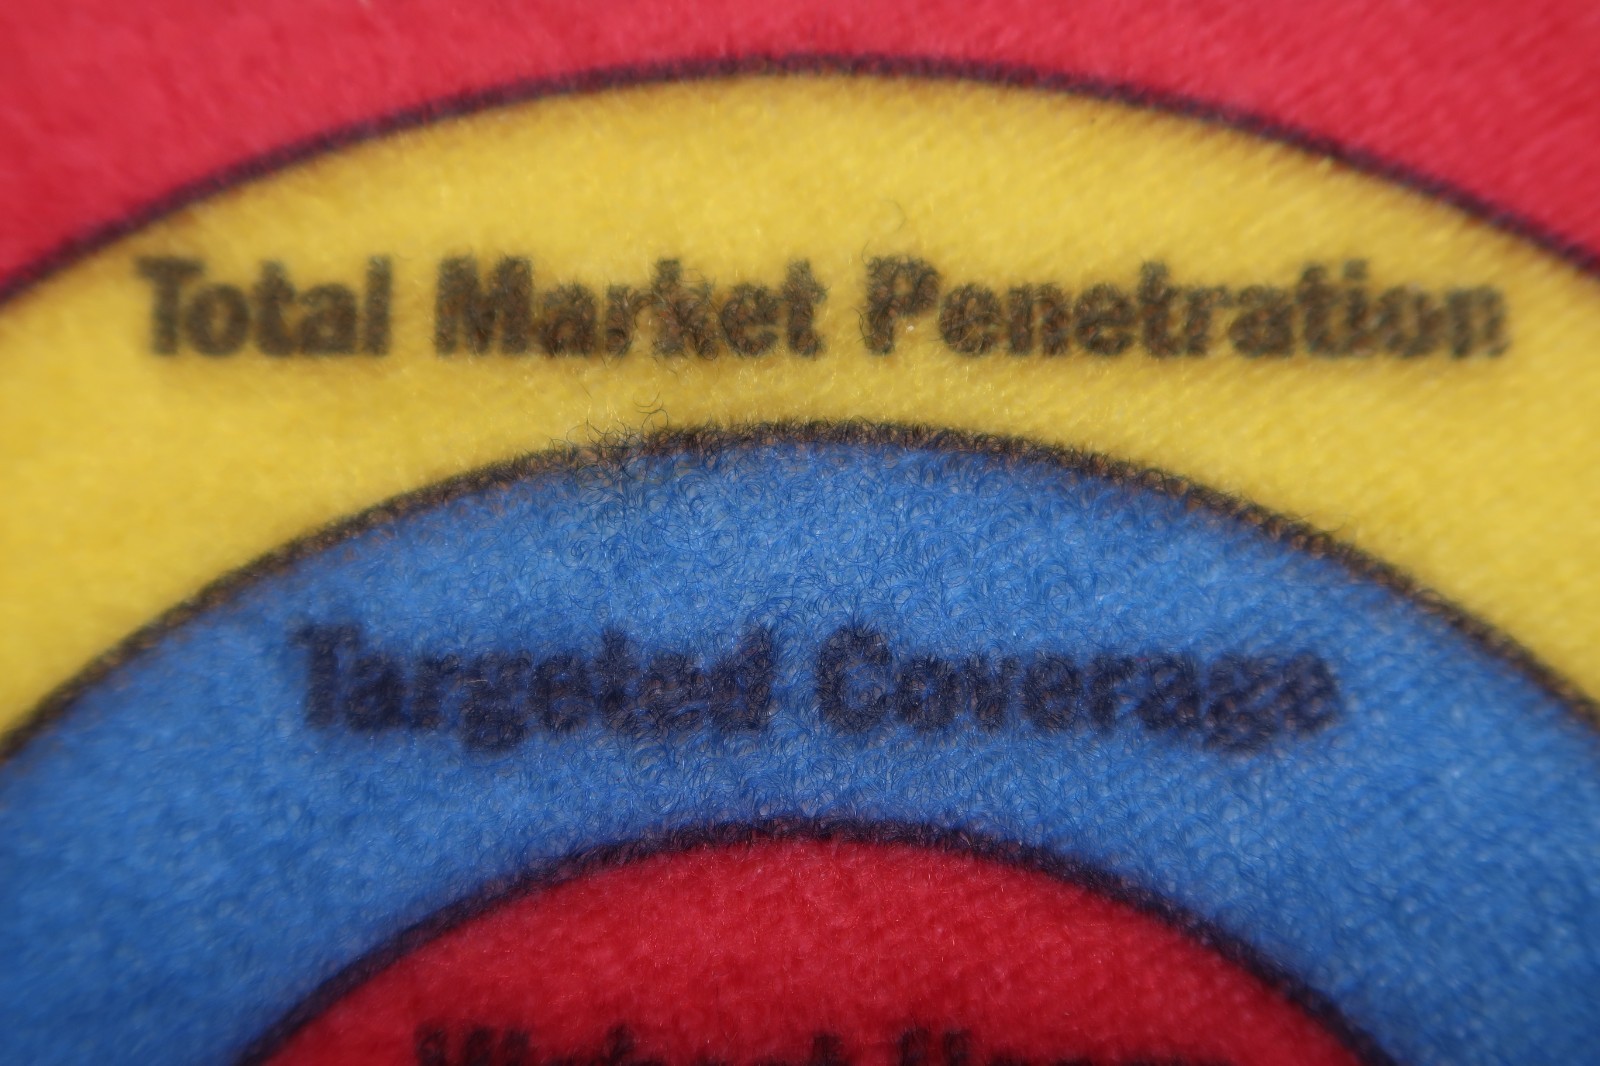 Total Market Penetration
Targeted Coverage